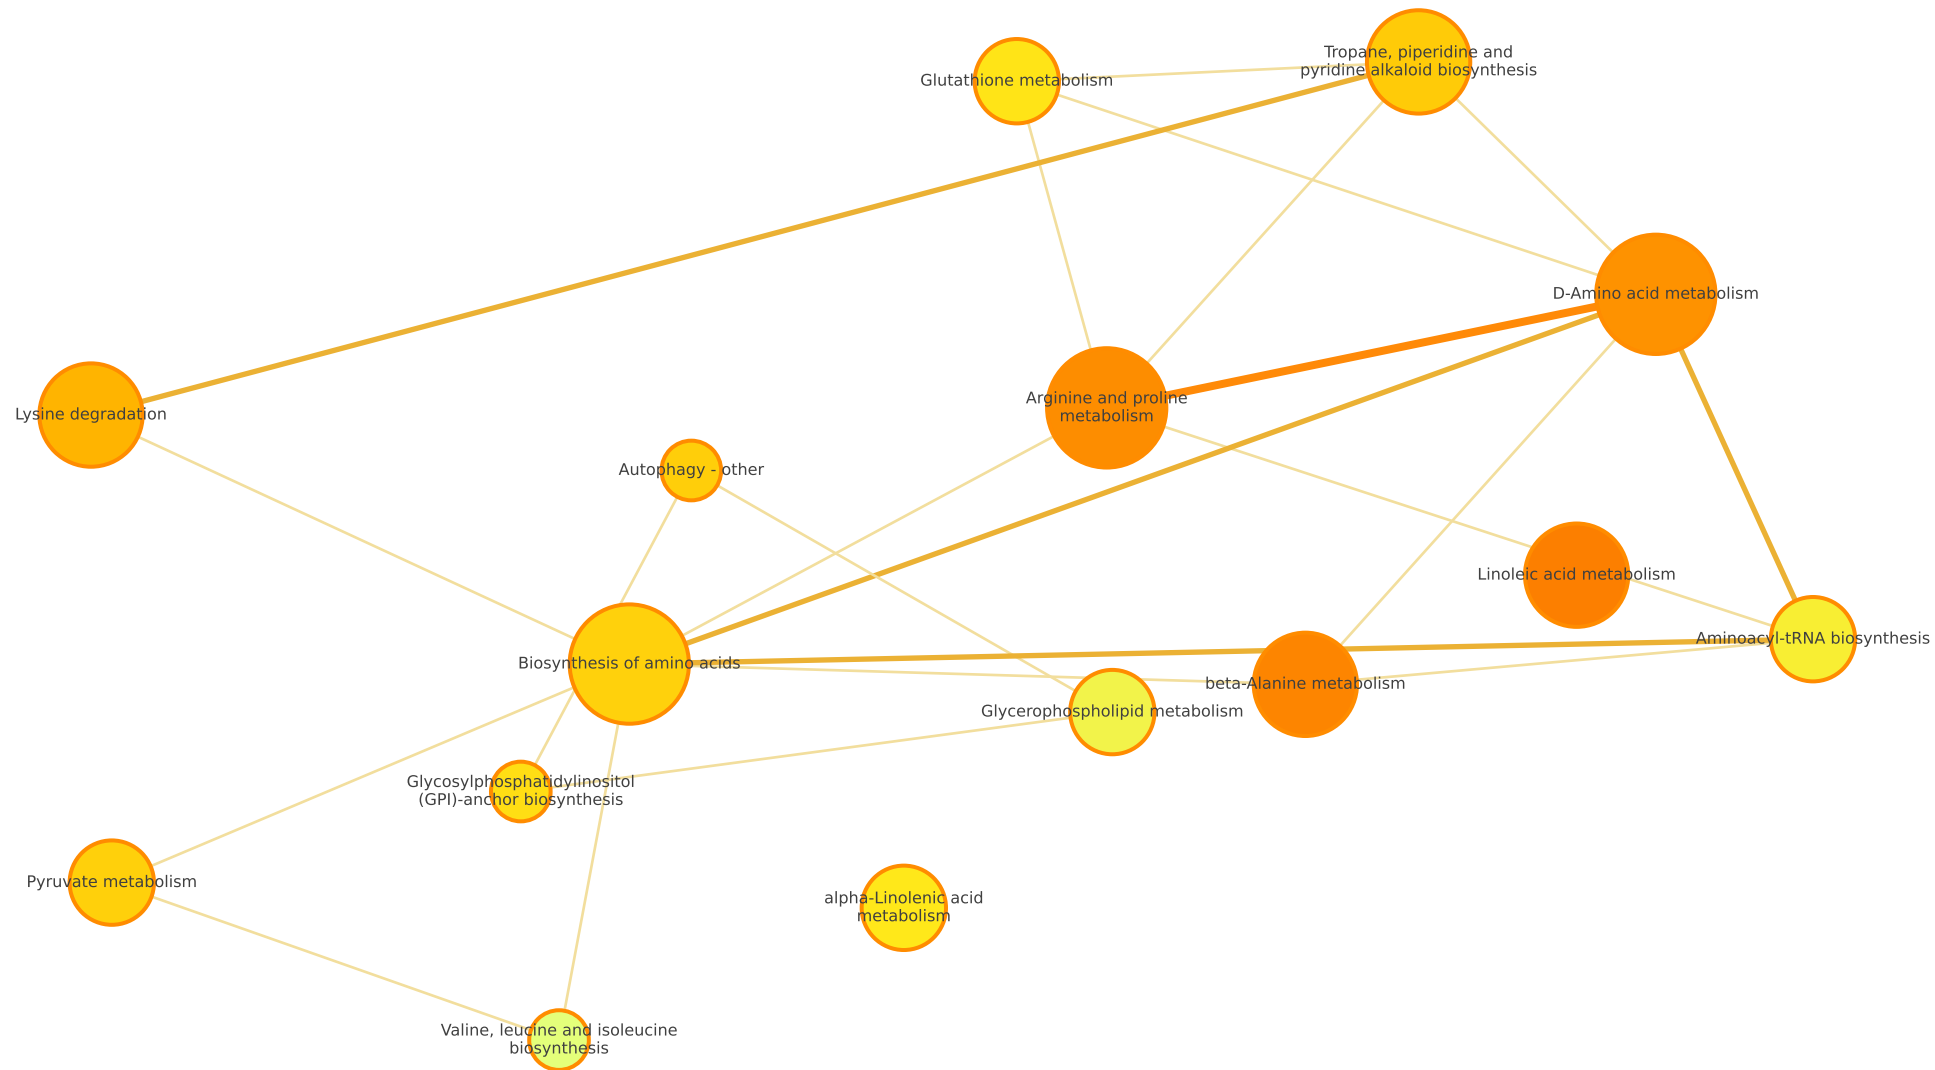 Tropane, piperidine and
pyridine alkaloid biosynthesis
Glutathione metabolism
D-Amino acid metabolism
Arginine and proline
metabolism
Lysine degradation
Autophagy - other
Linoleic acid metabolism
Aminoacyl-tRNA biosynthesis
Biosynthesis of amino acids
beta-Alanine metabolism
Glycerophospholipid metabolism
Glycosylphosphatidylinositol
(GPI)-anchor biosynthesis
Pyruvate metabolism
alpha-Linolenic acid
metabolism
Valine, leucine and isoleucine
biosynthesis